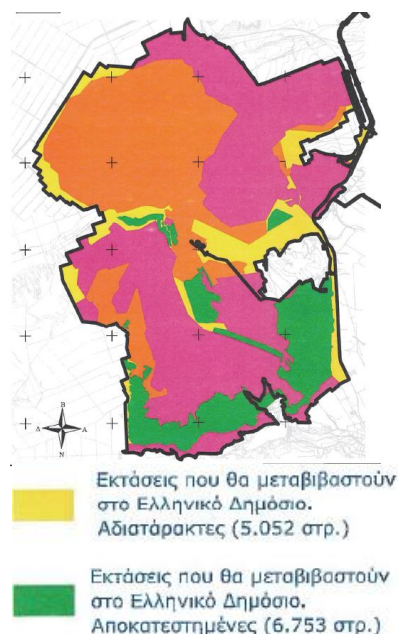 Β
Δ Α
Ν
Εκτάσεις που θα μεταβιβαστούν
στο Ελληνικό Δημόσιο.
Αδιατάρακτες (5.052 στρ.)
Εκτάσεις που θα μεταβιβαστούν
στο Ελληνικό Δημόσιο.
Αποκατεστημένες (6.753 στρ.)